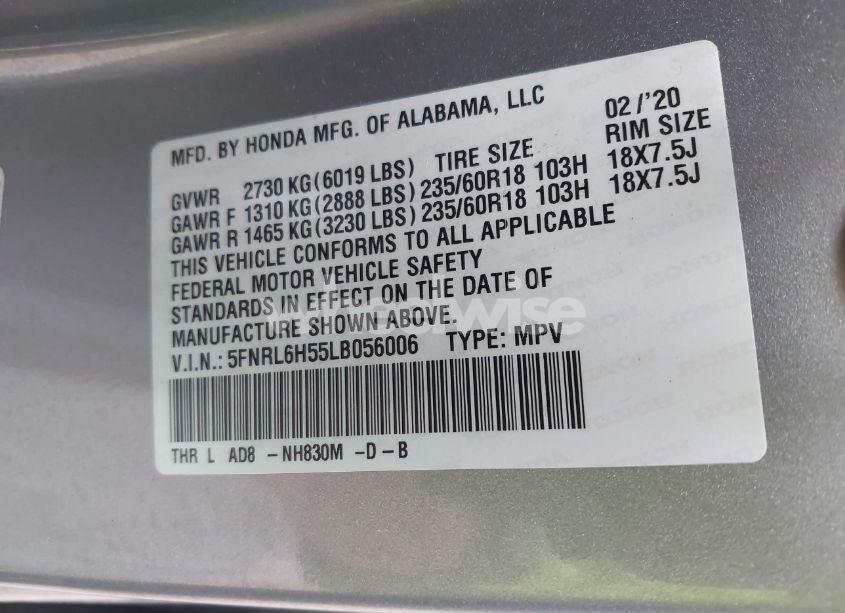 MFD. BY HONDA MFG. OF ALABAMA, LLC 02/'20
GVWR 2730 KG(6019 LBS) TIRE SIZE RIM SIZE
GAWR F 1310 KG(2888 LBS) 235/60R18 103H 18X7.5J
GAWR R 1465 KG(3230 LBS) 235/60R18 103H 18X7.5J
THIS VEHICLE CONFORMS TO ALL APPLICABLE
FEDERAL MOTOR VEHICLE SAFETY
STANDARDS IN EFFECT ON THE DATE OF
MANUFACTURE SHOWN ABOVE.
V.I.N.: 5FNRL6H55LB056006 TYPE: MPV
THR L AD8 -NH830M -D-B
wheelwise